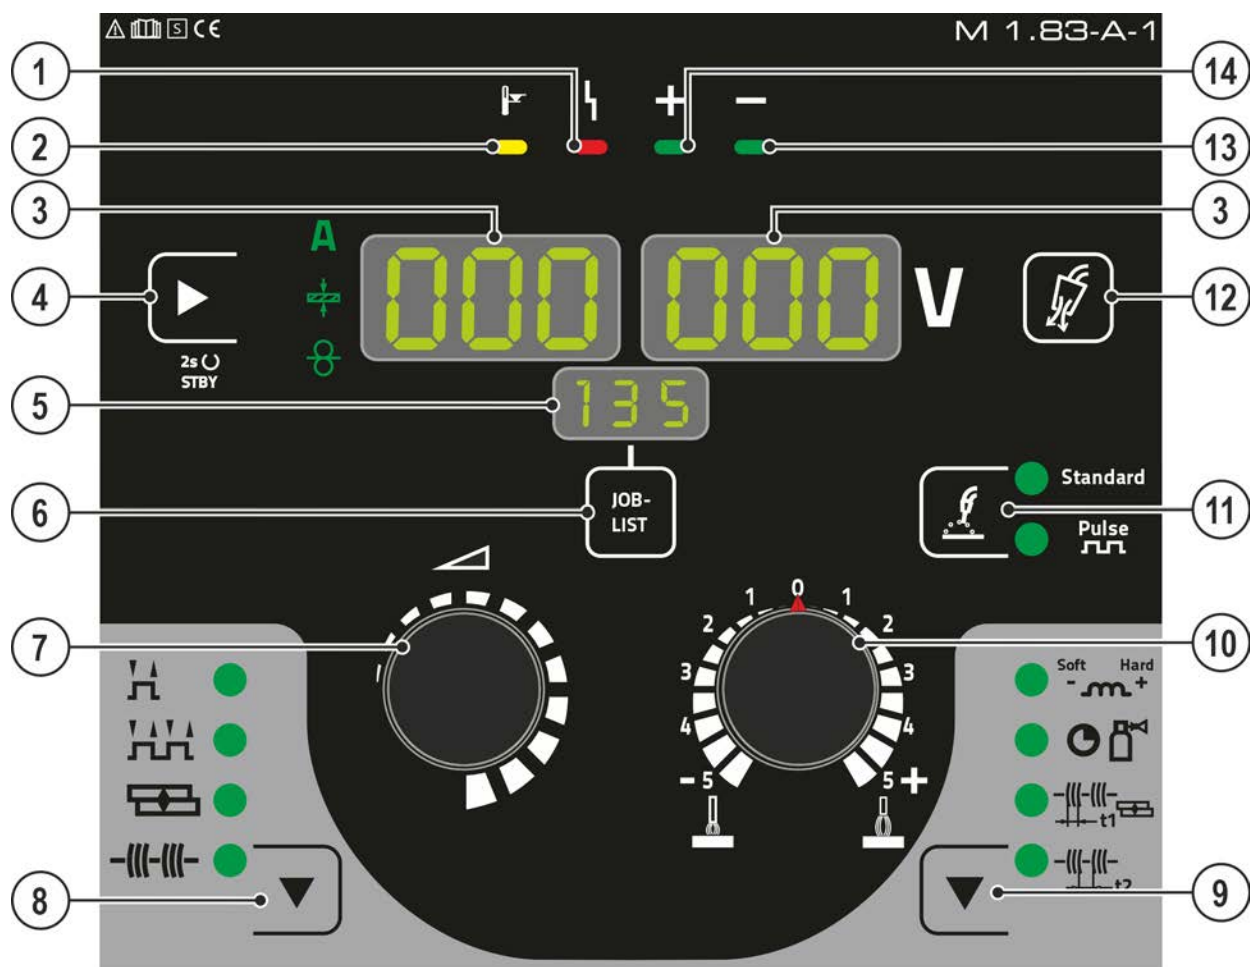 S CE M 1.83-A-1
1 14
+ -
2 13
3 3
A
000 000 V
4 12
2s
STBY
5 135
6 JOB-
LIST
Standard
11
Pulse
0
1 1
7 2 2 10
3 3
Soft Hard
- +
4 4
- 5 5 +
t1
8 t2 9